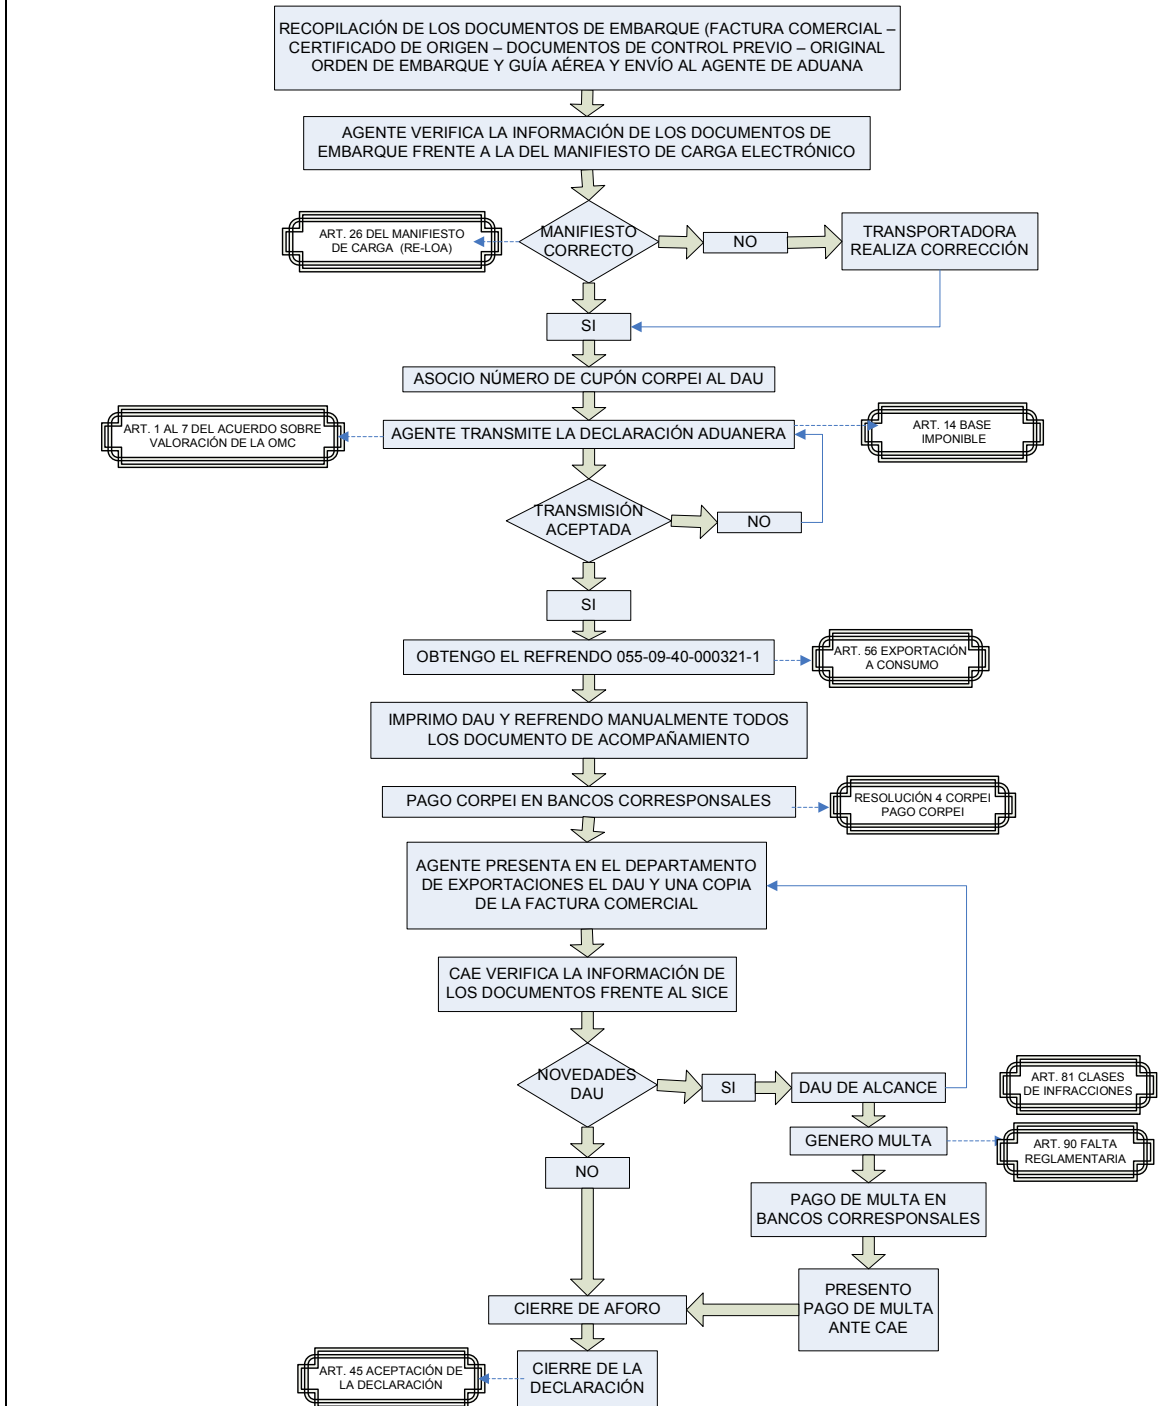 RECOPILACIÓN DE LOS DOCUMENTOS DE EMBARQUE (FACTURA COMERCIAL –
CERTIFICADO DE ORIGEN – DOCUMENTOS DE CONTROL PREVIO – ORIGINAL
ORDEN DE EMBARQUE Y GUÍA AÉREA Y ENVÍO AL AGENTE DE ADUANA
AGENTE VERIFICA LA INFORMACIÓN DE LOS DOCUMENTOS DE
EMBARQUE FRENTE A LA DEL MANIFIESTO DE CARGA ELECTRÓNICO
ART. 26 DEL MANIFIESTO
DE CARGA (RE-LOA)
MANIFIESTO
CORRECTO
NO
TRANSPORTADORA
REALIZA CORRECCIÓN
SI
ASOCIO NÚMERO DE CUPÓN CORPEI AL DAU
ART. 1 AL 7 DEL ACUERDO SOBRE
VALORACIÓN DE LA OMC
AGENTE TRANSMITE LA DECLARACIÓN ADUANERA
ART. 14 BASE
IMPONIBLE
TRANSMISIÓN
ACEPTADA
NO
SI
OBTENGO EL REFRENDO 055-09-40-000321-1
ART. 56 EXPORTACIÓN
A CONSUMO
IMPRIMO DAU Y REFRENDO MANUALMENTE TODOS
LOS DOCUMENTO DE ACOMPAÑAMIENTO
PAGO CORPEI EN BANCOS CORRESPONSALES
RESOLUCIÓN 4 CORPEI
PAGO CORPEI
AGENTE PRESENTA EN EL DEPARTAMENTO
DE EXPORTACIONES EL DAU Y UNA COPIA
DE LA FACTURA COMERCIAL
CAE VERIFICA LA INFORMACIÓN DE
LOS DOCUMENTOS FRENTE AL SICE
NOVEDADES
DAU
SI
DAU DE ALCANCE
ART. 81 CLASES
DE INFRACCIONES
GENERO MULTA
ART. 90 FALTA
REGLAMENTARIA
NO
PAGO DE MULTA EN
BANCOS CORRESPONSALES
PRESENTO
PAGO DE MULTA
ANTE CAE
CIERRE DE AFORO
ART. 45 ACEPTACIÓN DE
LA DECLARACIÓN
CIERRE DE LA
DECLARACIÓN